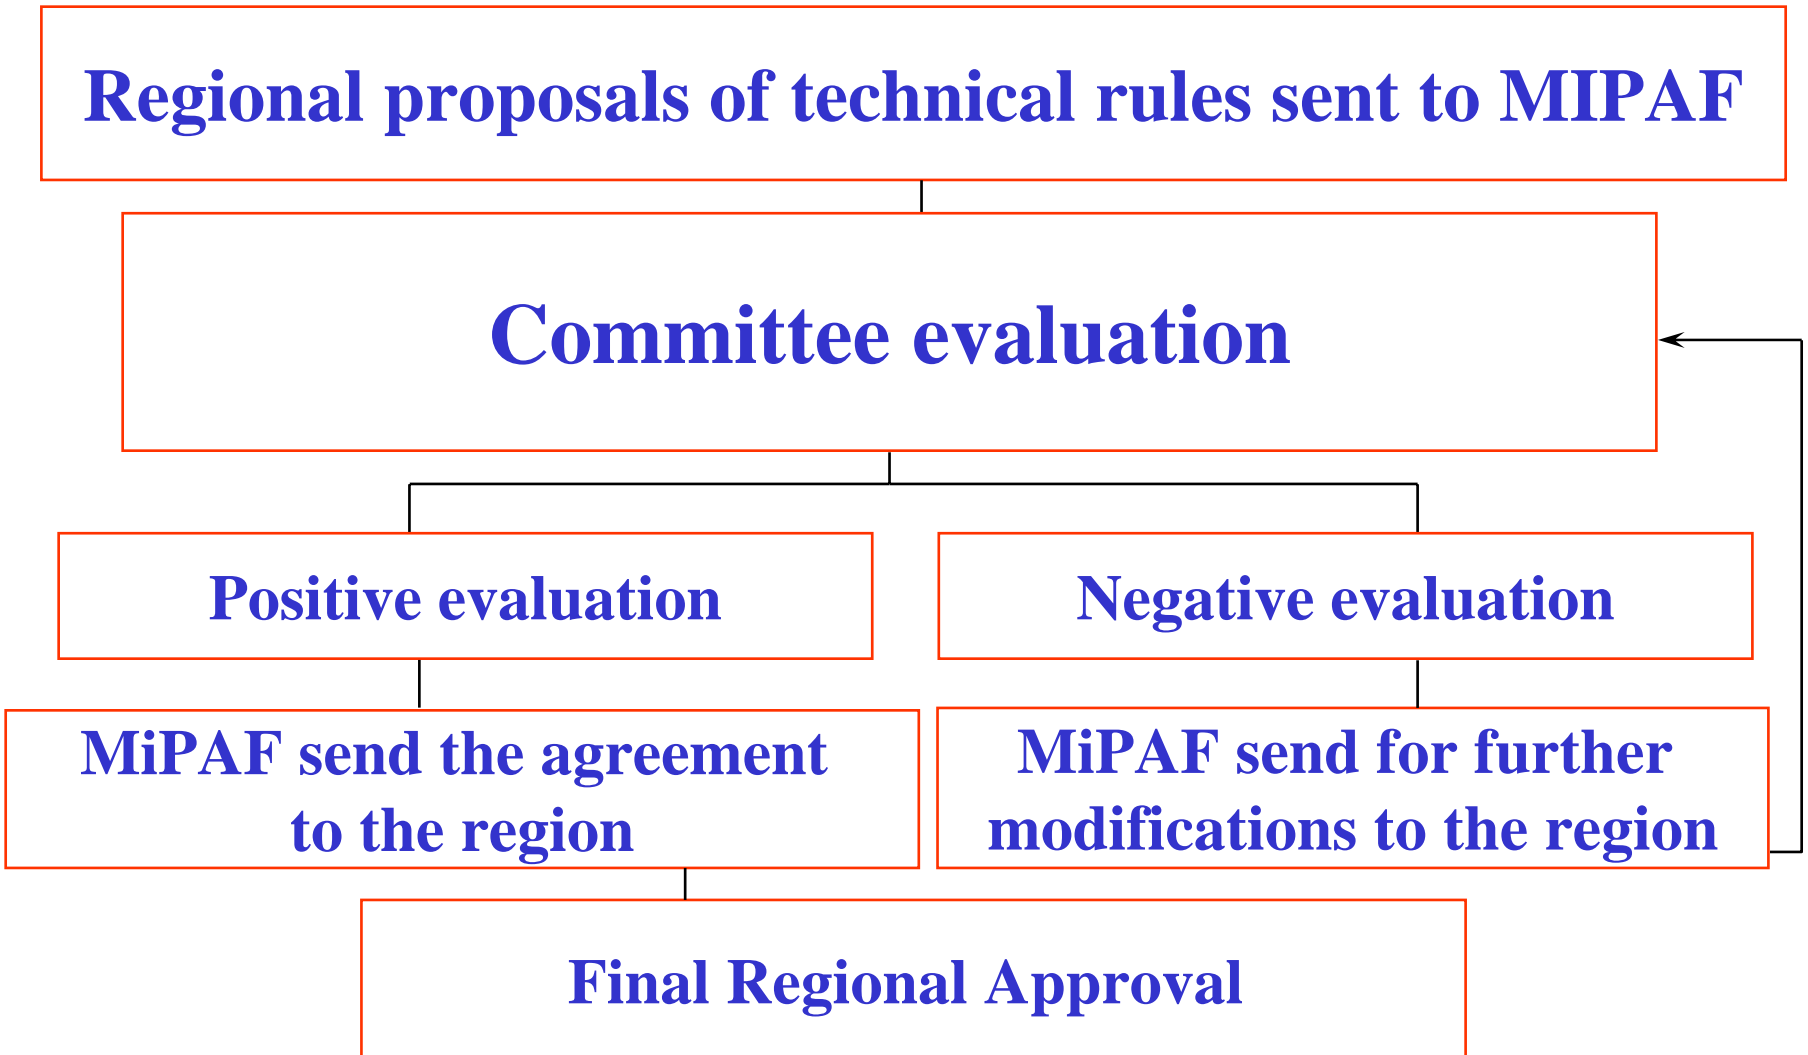 Regional proposals of technical rules sent to MIPAF
Committee evaluation
Positive evaluation
Negative evaluation
MiPAF send the agreement
to the region
MiPAF send for further
modifications to the region
Final Regional Approval